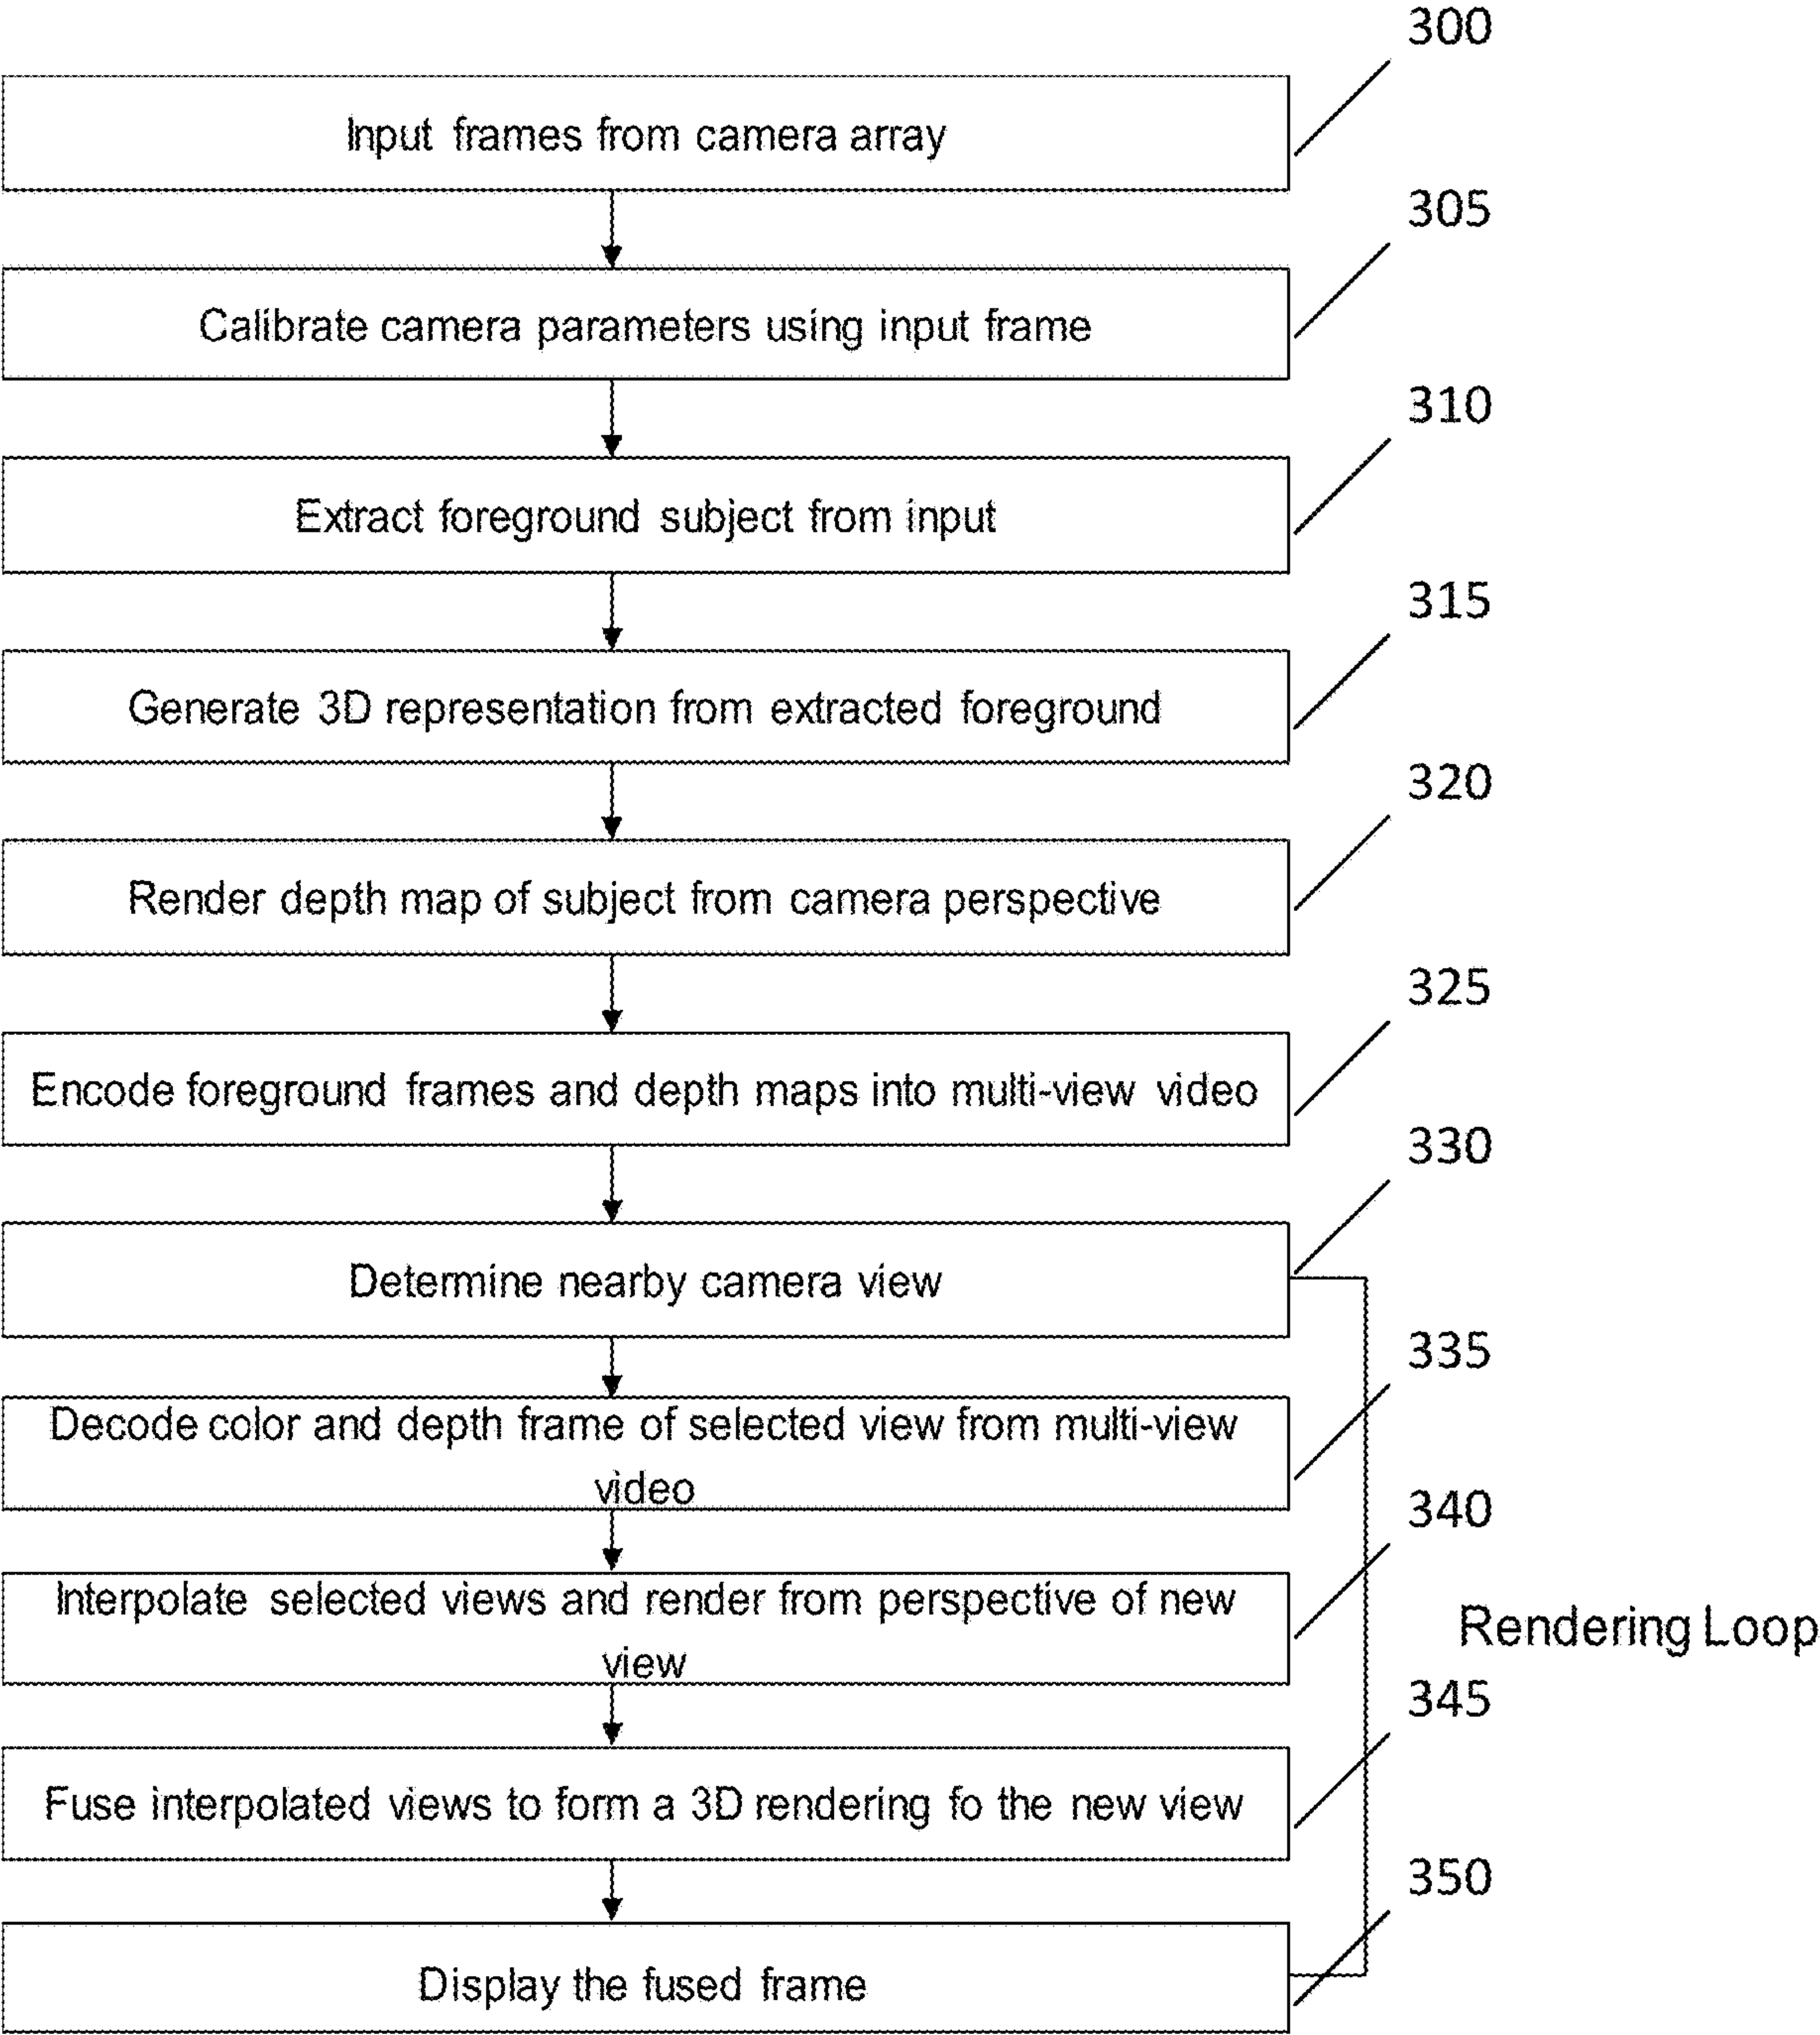 300
Input frames from camera array
305
Calibrate camera parameters using input frame
310
Extract foreground subject from input
315
Generate 3D representation from extracted foreground
320
Render depth map of subject from camera perspective
325
Encode foreground frames and depth maps into multi-view video
330
Determine nearby camera view
335
Decode color and depth frame of selected view from multi-view
video
340
Interpolate selected views and render from perspective of new
view
Rendering Loop
345
Fuse interpolated views to form a 3D rendering fo the new view
350
Display the fused frame